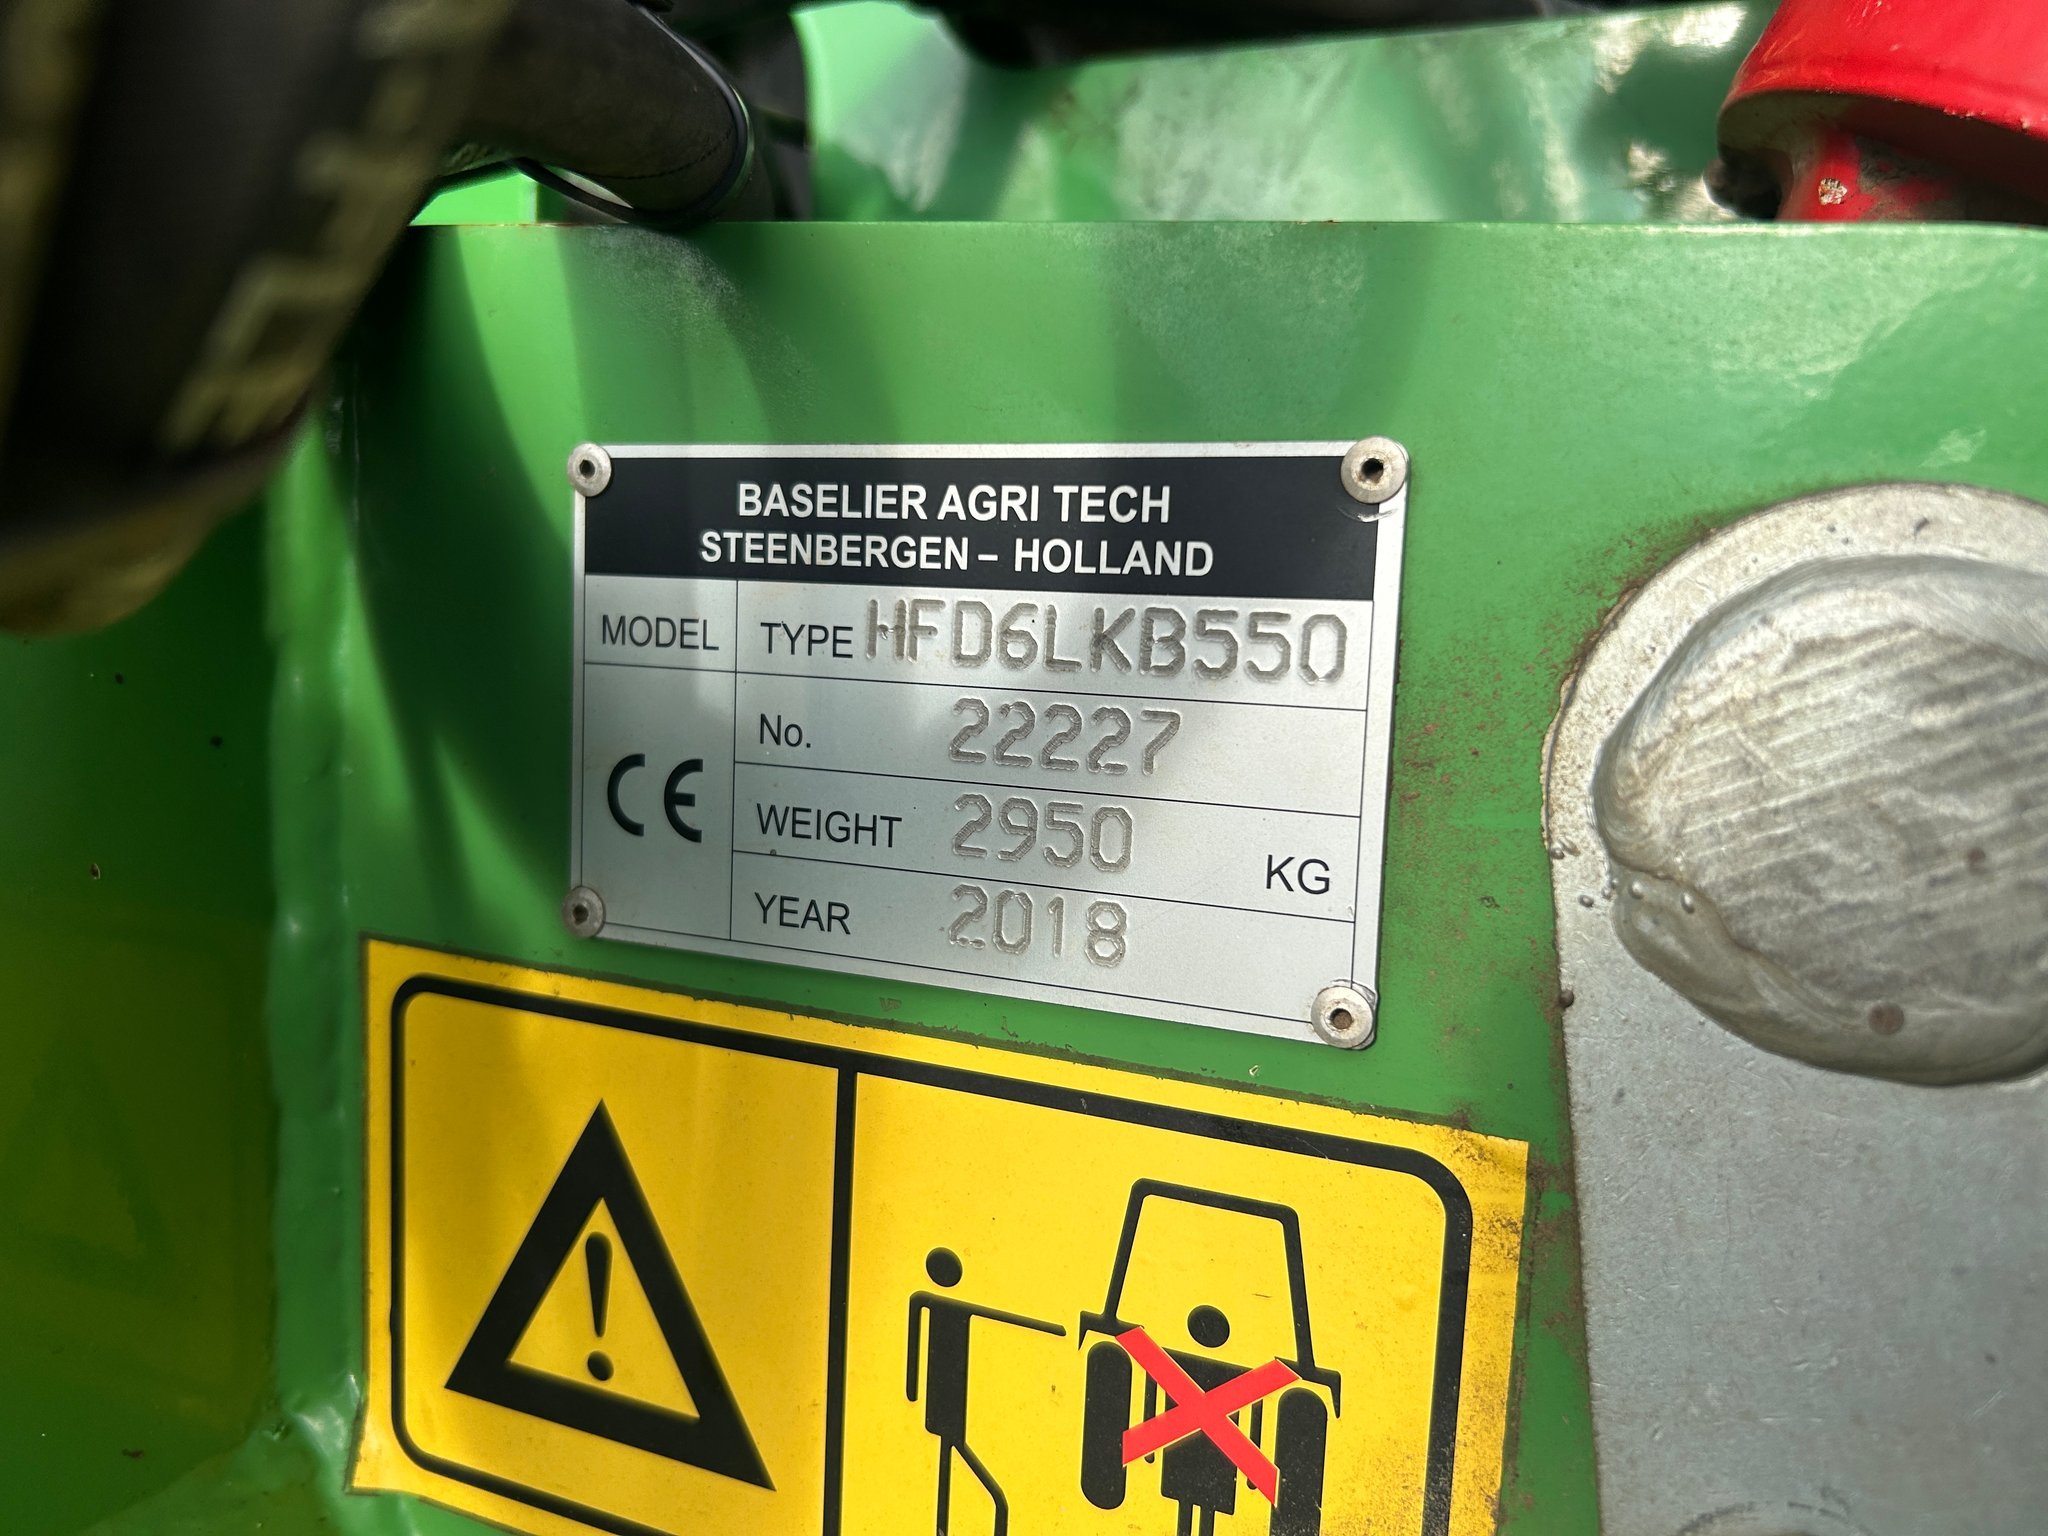 BASELIER AGRI TECH
STEENBERGEN – HOLLAND
MODEL TYPE HFD6LKB550
No. 22227
CE
WEIGHT 2950 KG
YEAR 2018